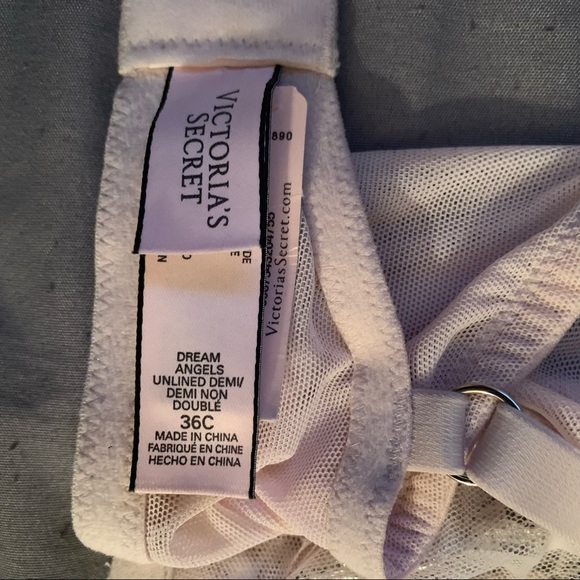 VICTORIA'S
SECRET
890
VictoriasSecret.com
DE
DREAM
ANGELS
UNLINED DEMI/
DEMI NON
DOUBLÉ
36C
MADE IN CHINA
FABRIQUÉ EN CHINE
HECHO EN CHINA